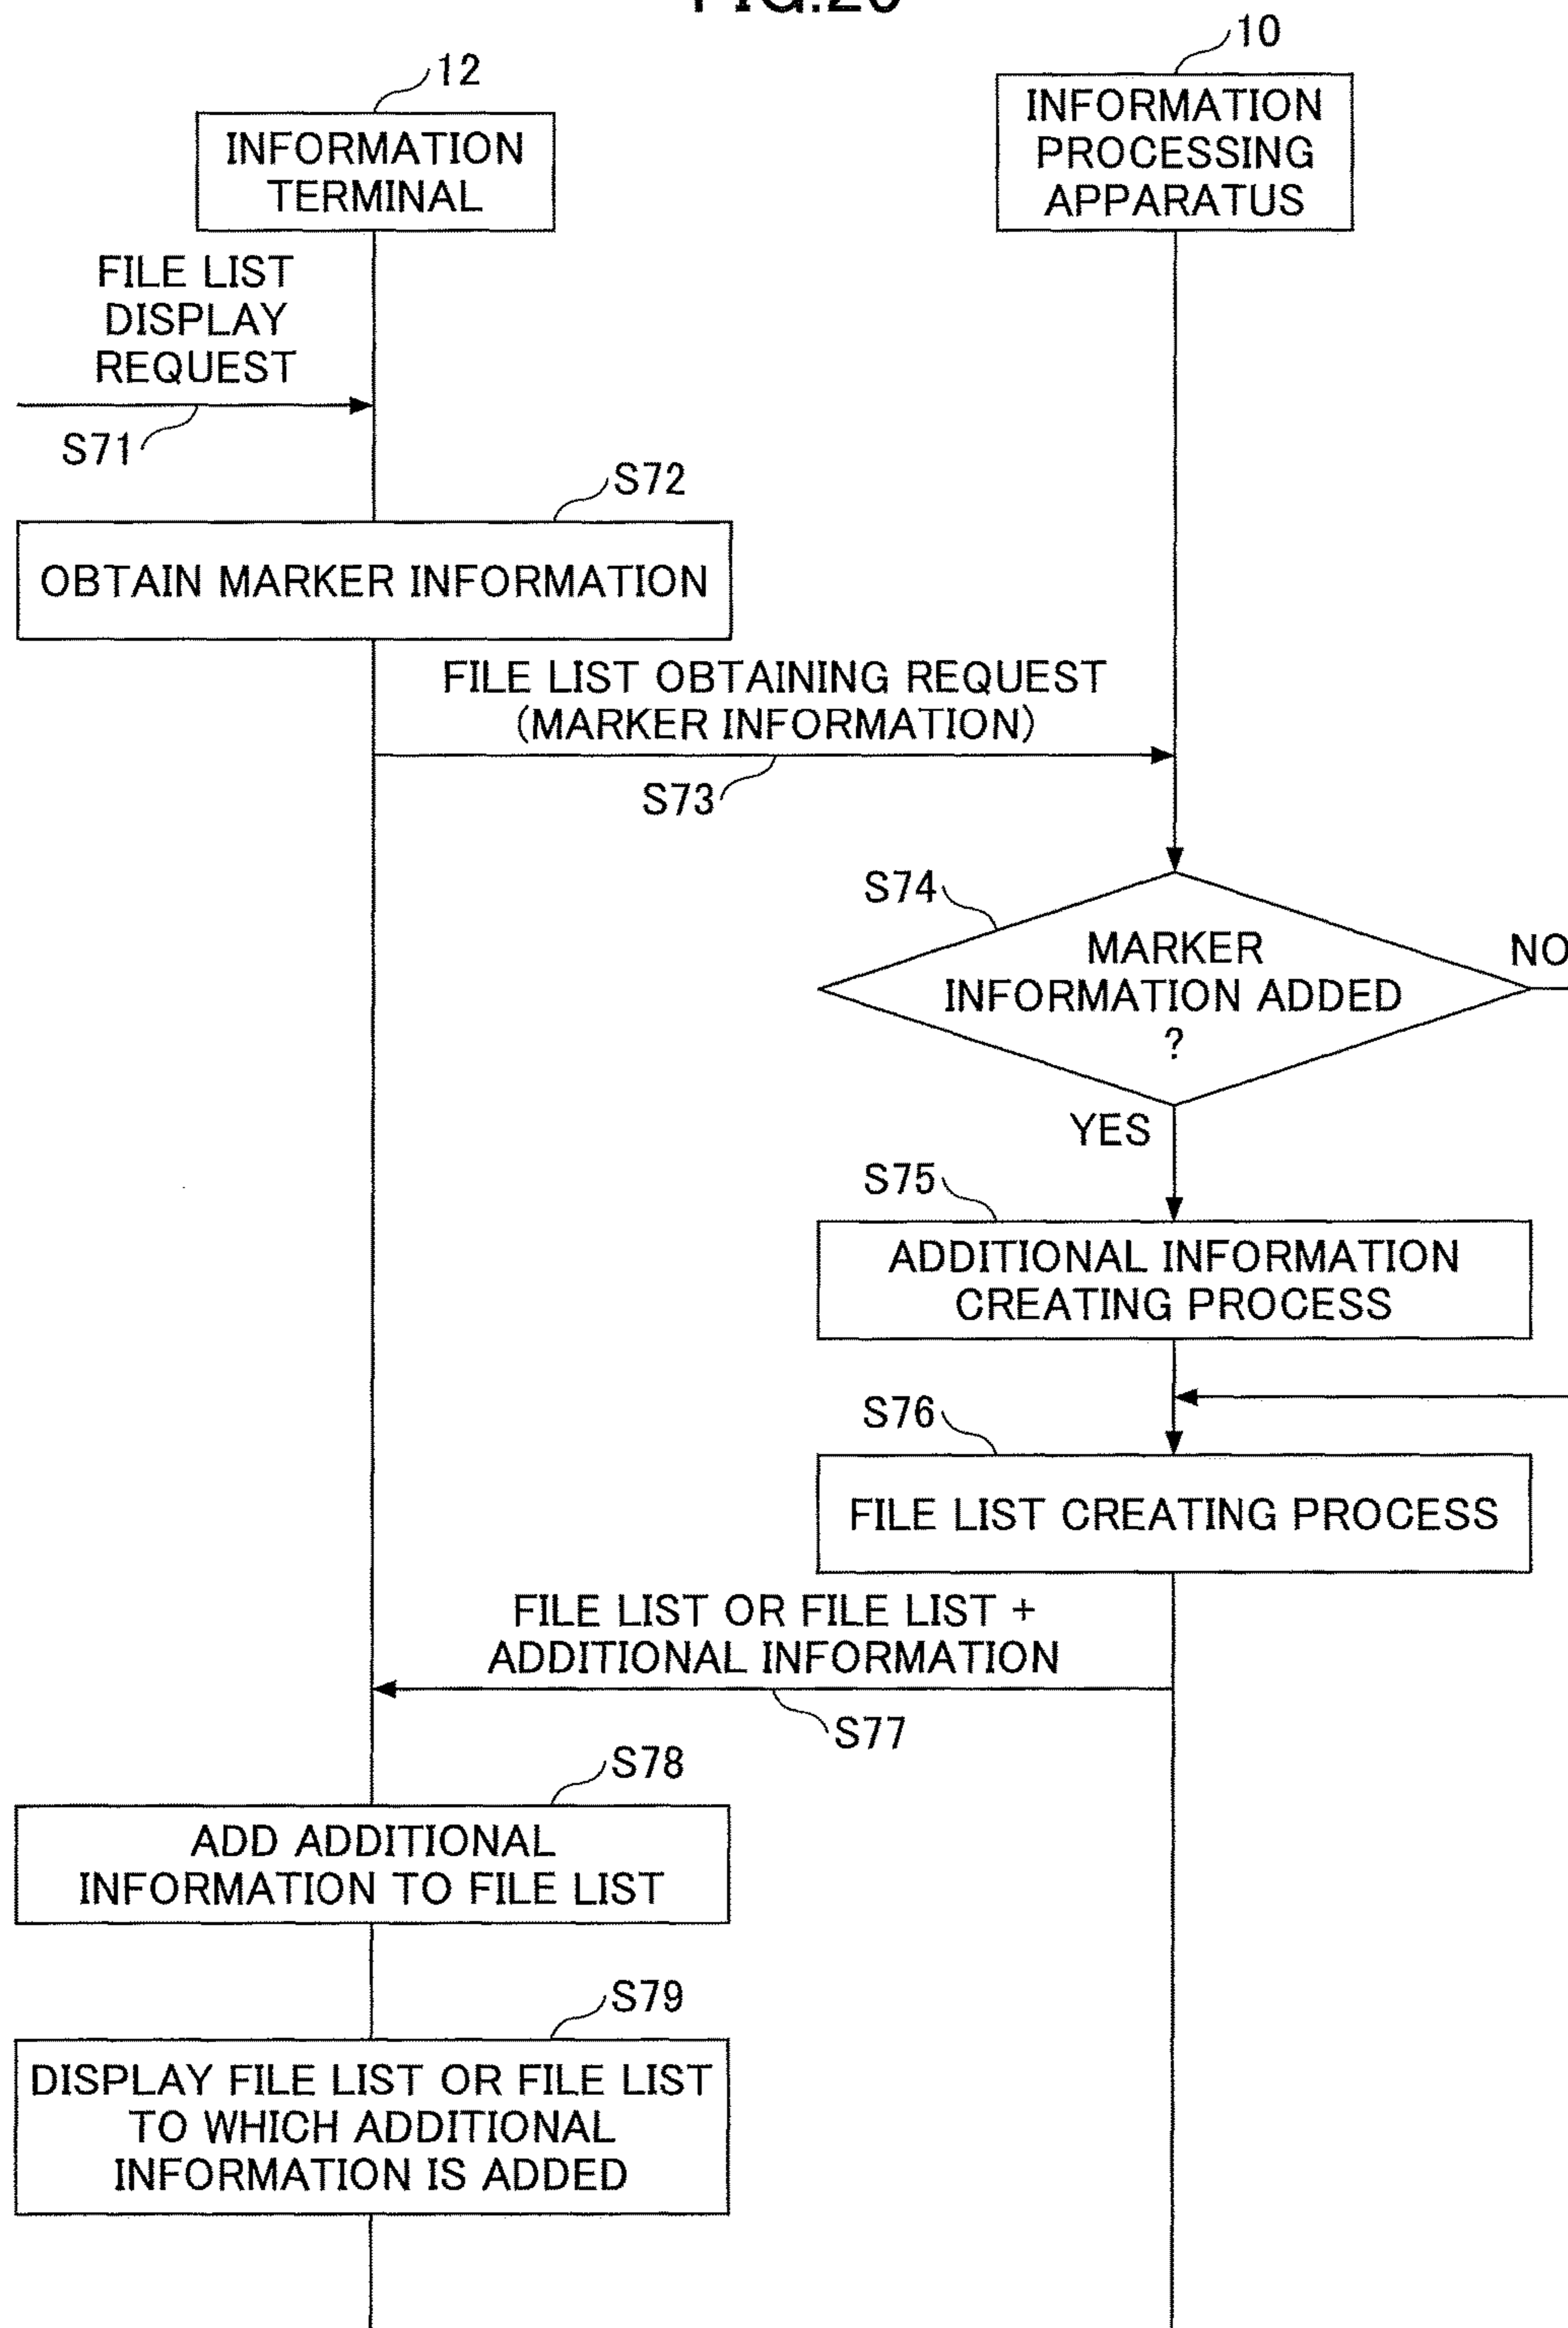 12
10
INFORMATION
TERMINAL
INFORMATION
PROCESSING
APPARATUS
FILE LIST
DISPLAY
REQUEST
S71
S72
OBTAIN MARKER INFORMATION
FILE LIST OBTAINING REQUEST
(MARKER INFORMATION)
S73
S74
MARKER
INFORMATION ADDED
?
NO
YES
S75
ADDITIONAL INFORMATION
CREATING PROCESS
S76
FILE LIST CREATING PROCESS
FILE LIST OR FILE LIST +
ADDITIONAL INFORMATION
S77
S78
ADD ADDITIONAL
INFORMATION TO FILE LIST
S79
DISPLAY FILE LIST OR FILE LIST
TO WHICH ADDITIONAL
INFORMATION IS ADDED